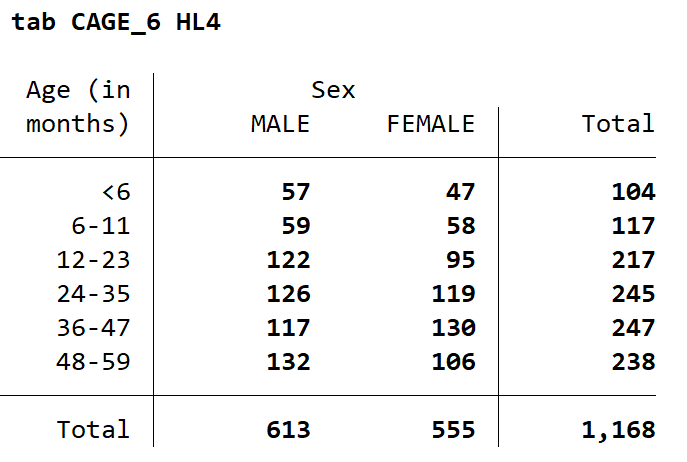 tab CAGE_6 HL4
Age (in Sex
months) MALE FEMALE Total
<6 57 47 104
6-11 59 58 117
12-23 122 95 217
24-35 126 119 245
36-47 117 130 247
48-59 132 106 238
Total 613 555 1,168